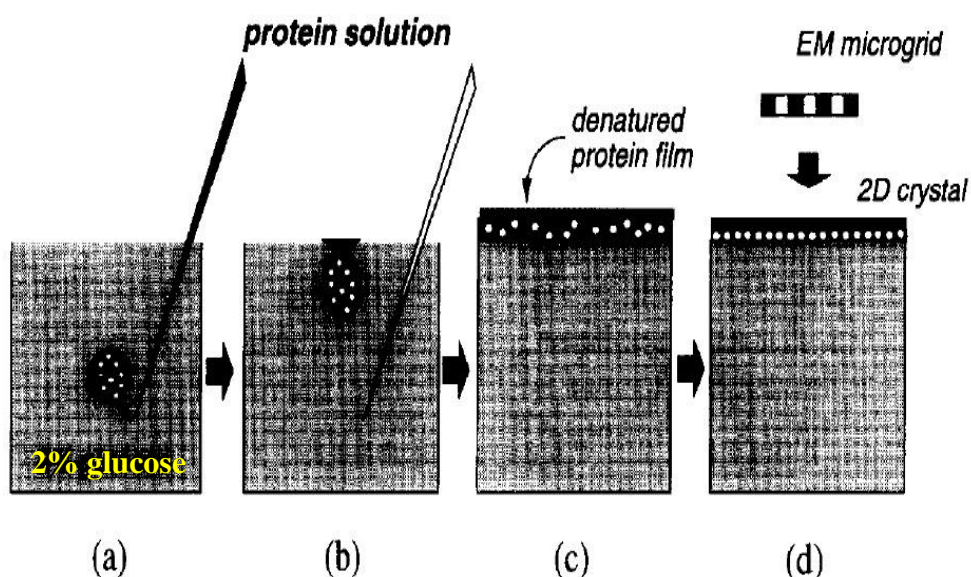 protein solution
EM microgrid
denatured
protein film
2D crystal
2% glucose
(a)
(b)
(c)
(d)